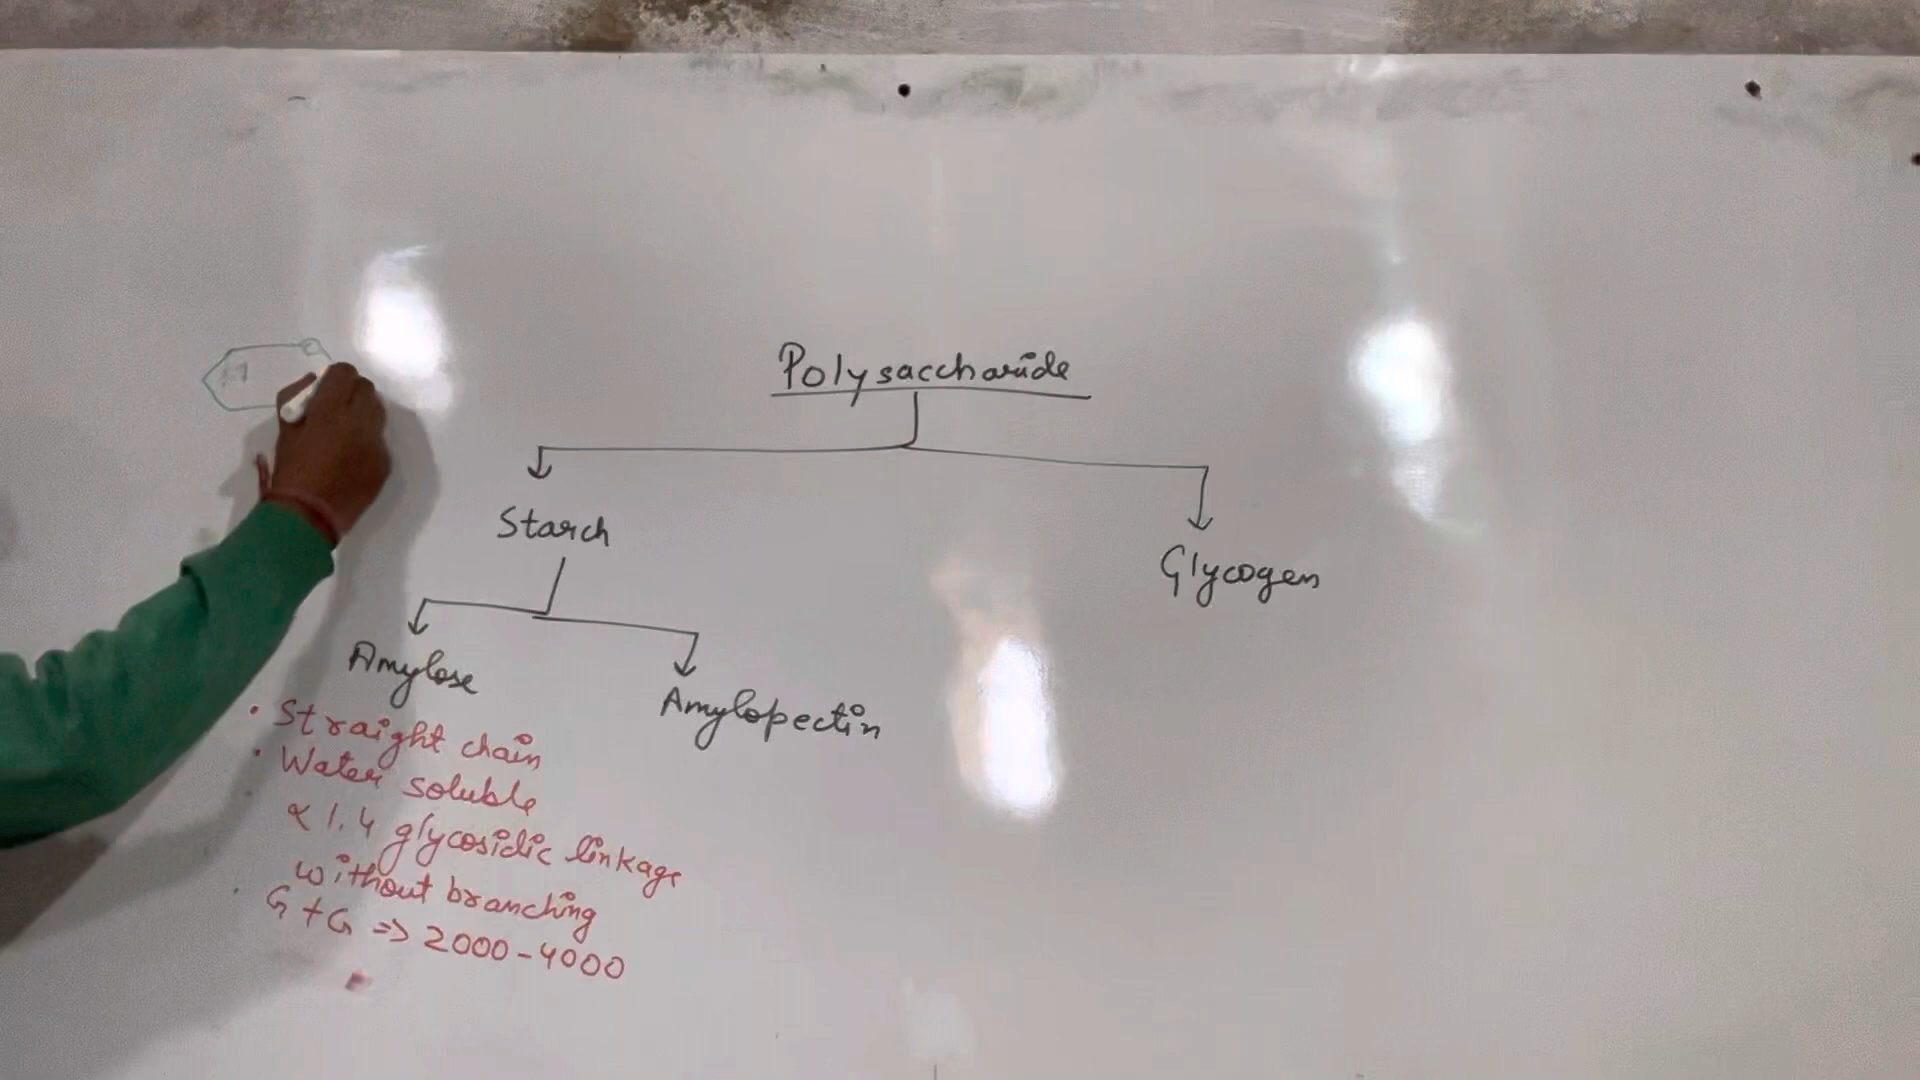 Polysaccharide
Starch
Glycogen
Amylose
Amylopectin
• Straight chain
• Water soluble
α 1.4 glycosidic linkage
without branching
• G + G ⇒ 2000-4000